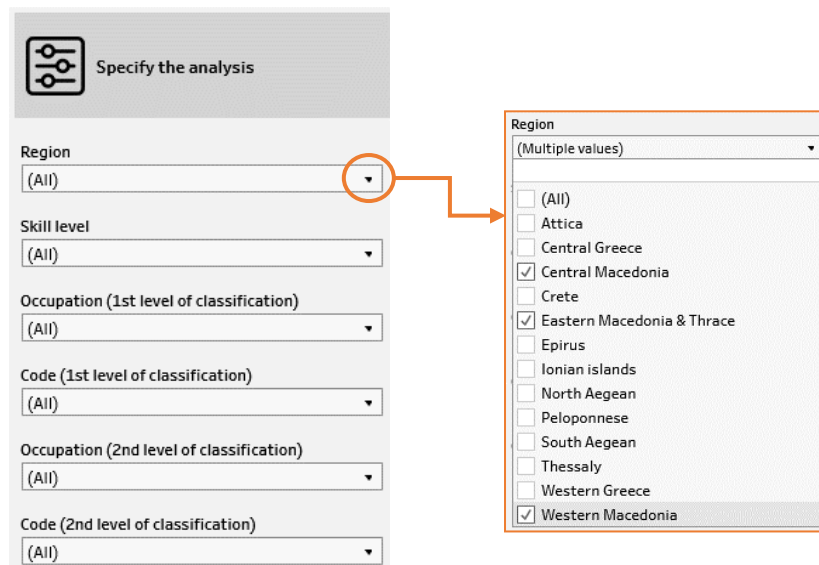 Specify the analysis
Region
(All)
Skill level
(All)
Occupation (1st level of classification)
(All)
Code (1st level of classification)
(All)
Occupation (2nd level of classification)
(All)
Code (2nd level of classification)
(All)
Region
(Multiple values)
(All)
Attica
Central Greece
Central Macedonia
Crete
Eastern Macedonia & Thrace
Epirus
Ionian islands
North Aegean
Peloponnese
South Aegean
Thessaly
Western Greece
Western Macedonia